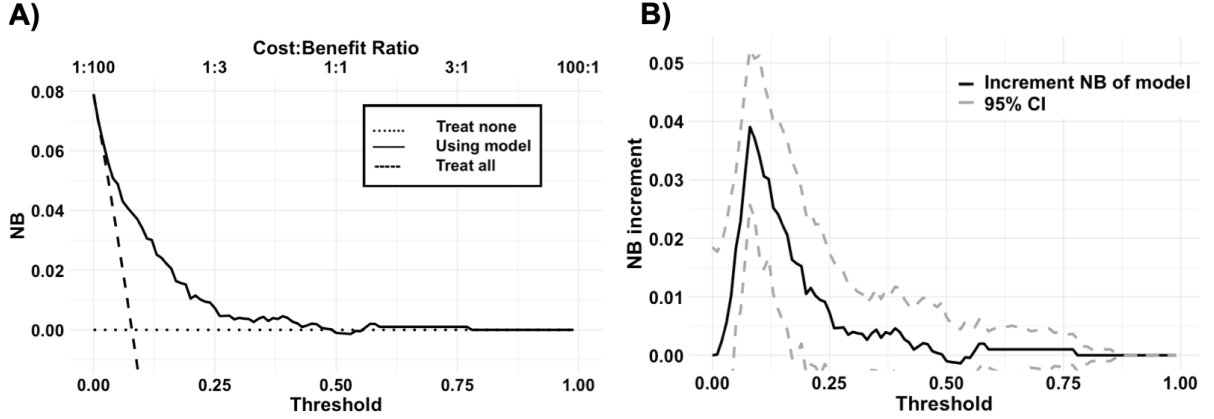 A)
Cost:Benefit Ratio
1:100 1:3 1:1 3:1 100:1
0.08
0.06
0.04
0.02
0.00
NB
Treat none
Using model
Treat all
0.00 0.25 0.50 0.75 1.00
Threshold
B)
0.05
0.04
0.03
0.02
0.01
0.00
NB increment
Increment NB of model
95% CI
0.00 0.25 0.50 0.75 1.00
Threshold